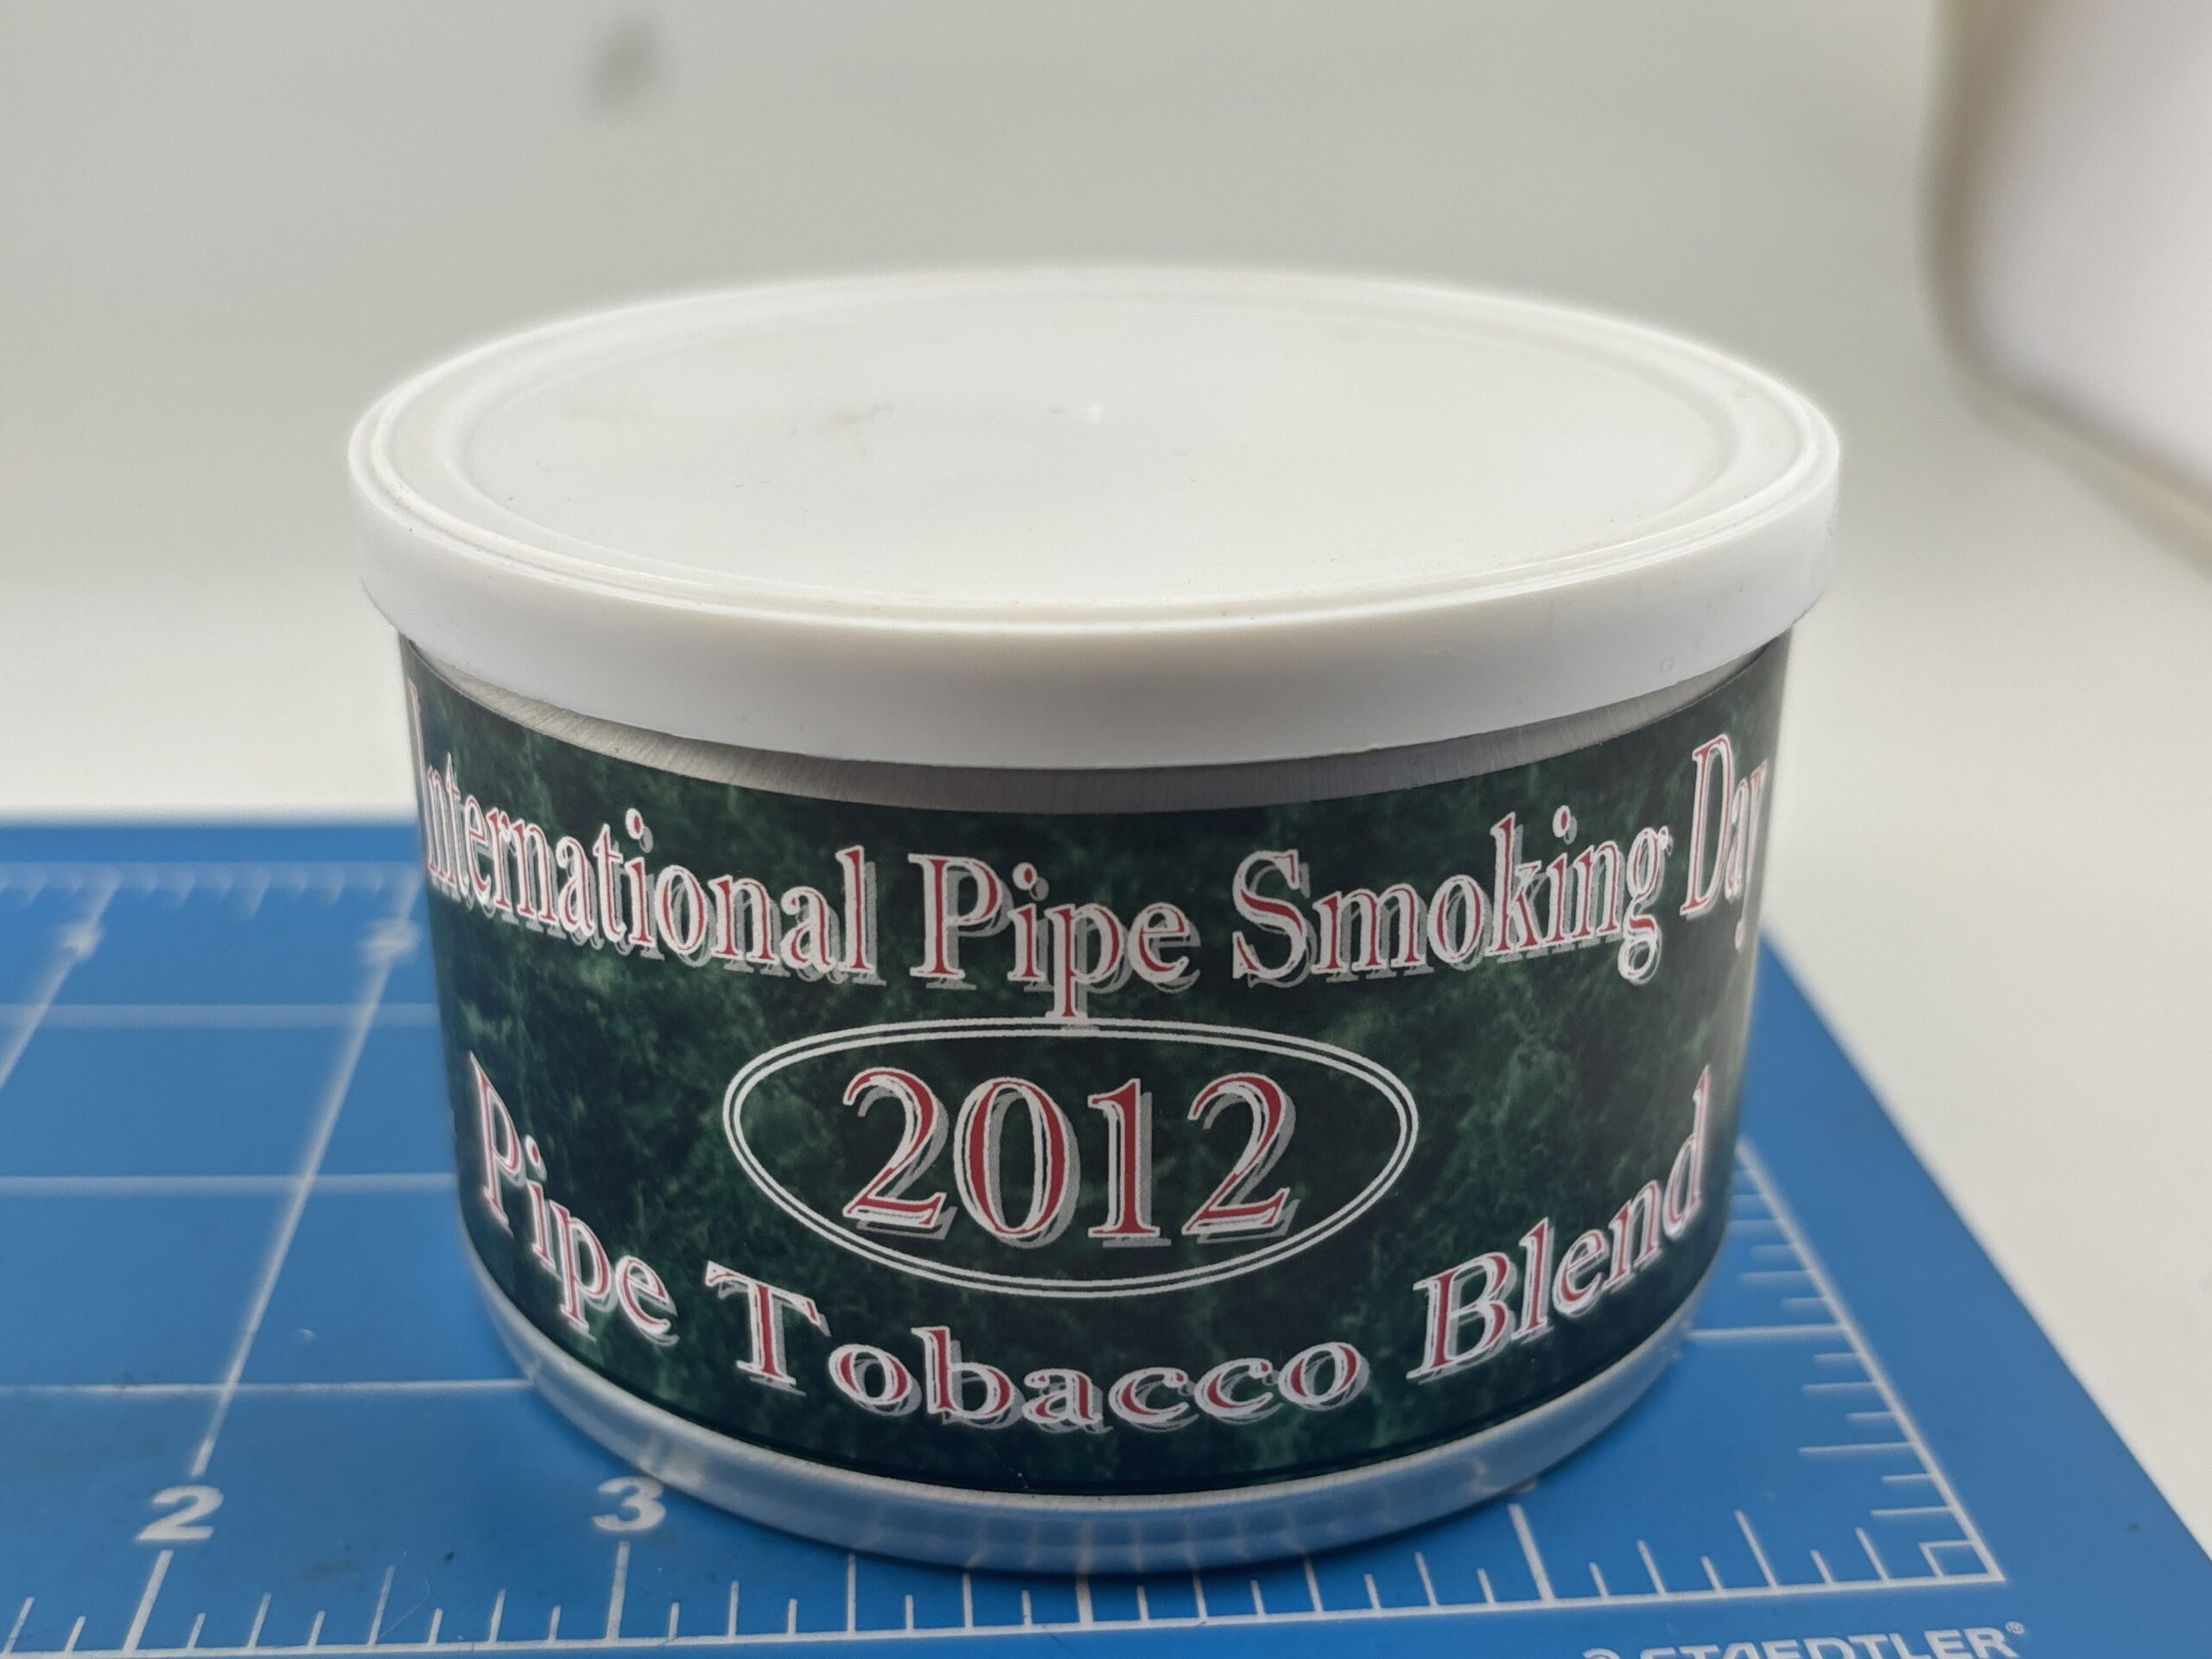 International Pipe Smoking Day
2012
Pipe Tobacco Blend
2
3
STAEDTLER®